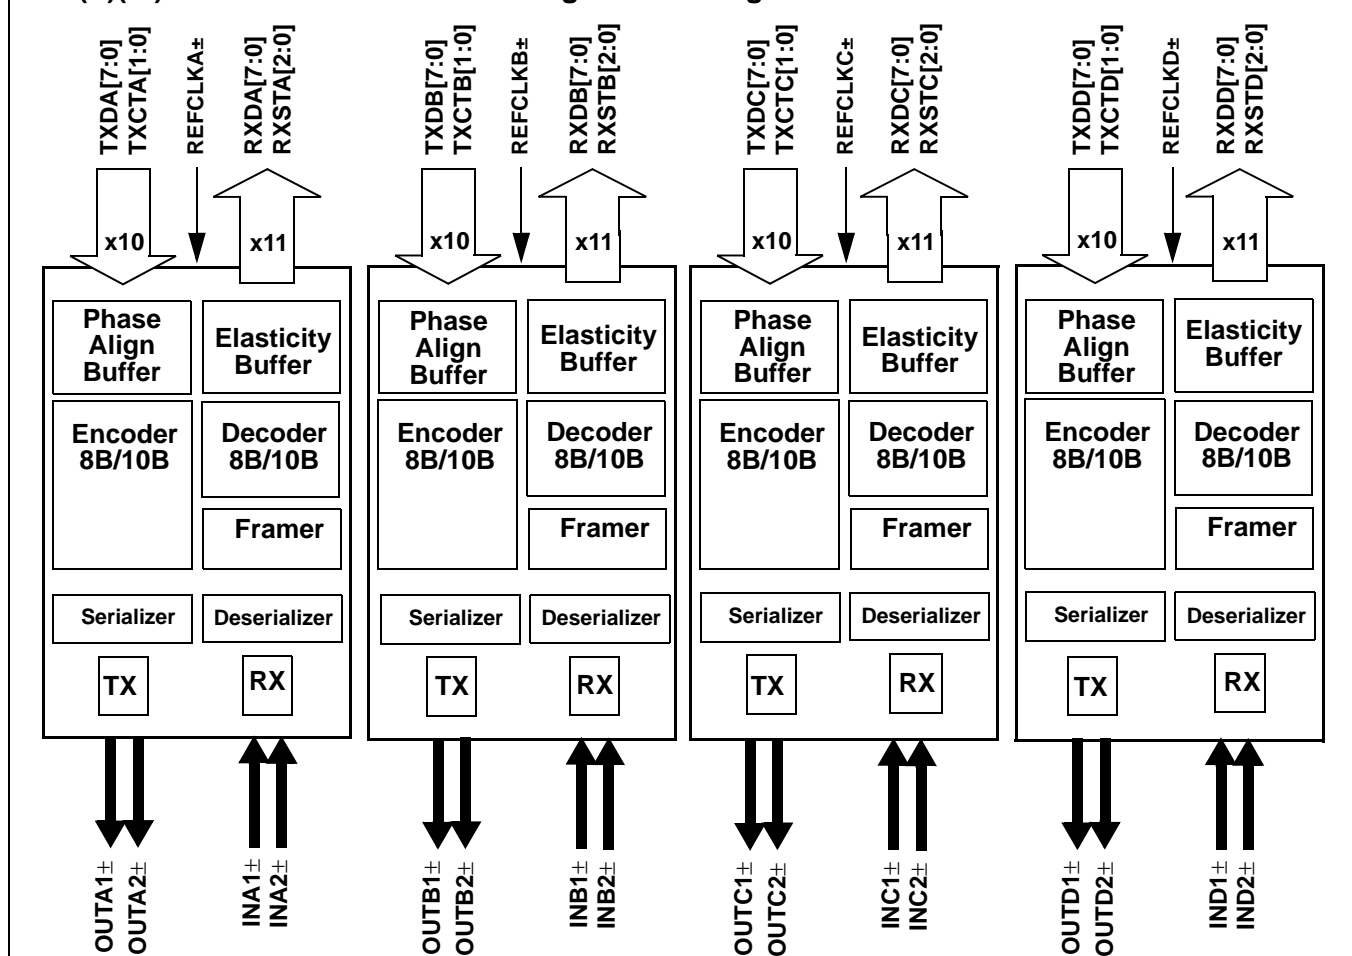 TXDA[7:0]
TXCTA[1:0]
REFCLKA±
RXDA[7:0]
RXSTA[2:0]
TXDB[7:0]
TXCTB[1:0]
REFCLKB±
RXDB[7:0]
RXSTB[2:0]
TXDC[7:0]
TXCTC[1:0]
REFCLKC±
RXDC[7:0]
RXSTC[2:0]
TXDD[7:0]
TXCTD[1:0]
REFCLKD±
RXDD[7:0]
RXSTD[2:0]
x10
x11
x10
x11
x10
x11
x10
x11
Phase
Align
Buffer
Elasticity
Buffer
Encoder
8B/10B
Decoder
8B/10B
Framer
Serializer
Deserializer
TX
RX
Phase
Align
Buffer
Elasticity
Buffer
Encoder
8B/10B
Decoder
8B/10B
Framer
Serializer
Deserializer
TX
RX
Phase
Align
Buffer
Elasticity
Buffer
Encoder
8B/10B
Decoder
8B/10B
Framer
Serializer
Deserializer
TX
RX
Phase
Align
Buffer
Elasticity
Buffer
Encoder
8B/10B
Decoder
8B/10B
Framer
Serializer
Deserializer
TX
RX
OUTA1±
OUTA2±
INA1±
INA2±
OUTB1±
OUTB2±
INB1±
INB2±
OUTC1±
OUTC2±
INC1±
INC2±
OUTD1±
OUTD2±
IND1±
IND2±